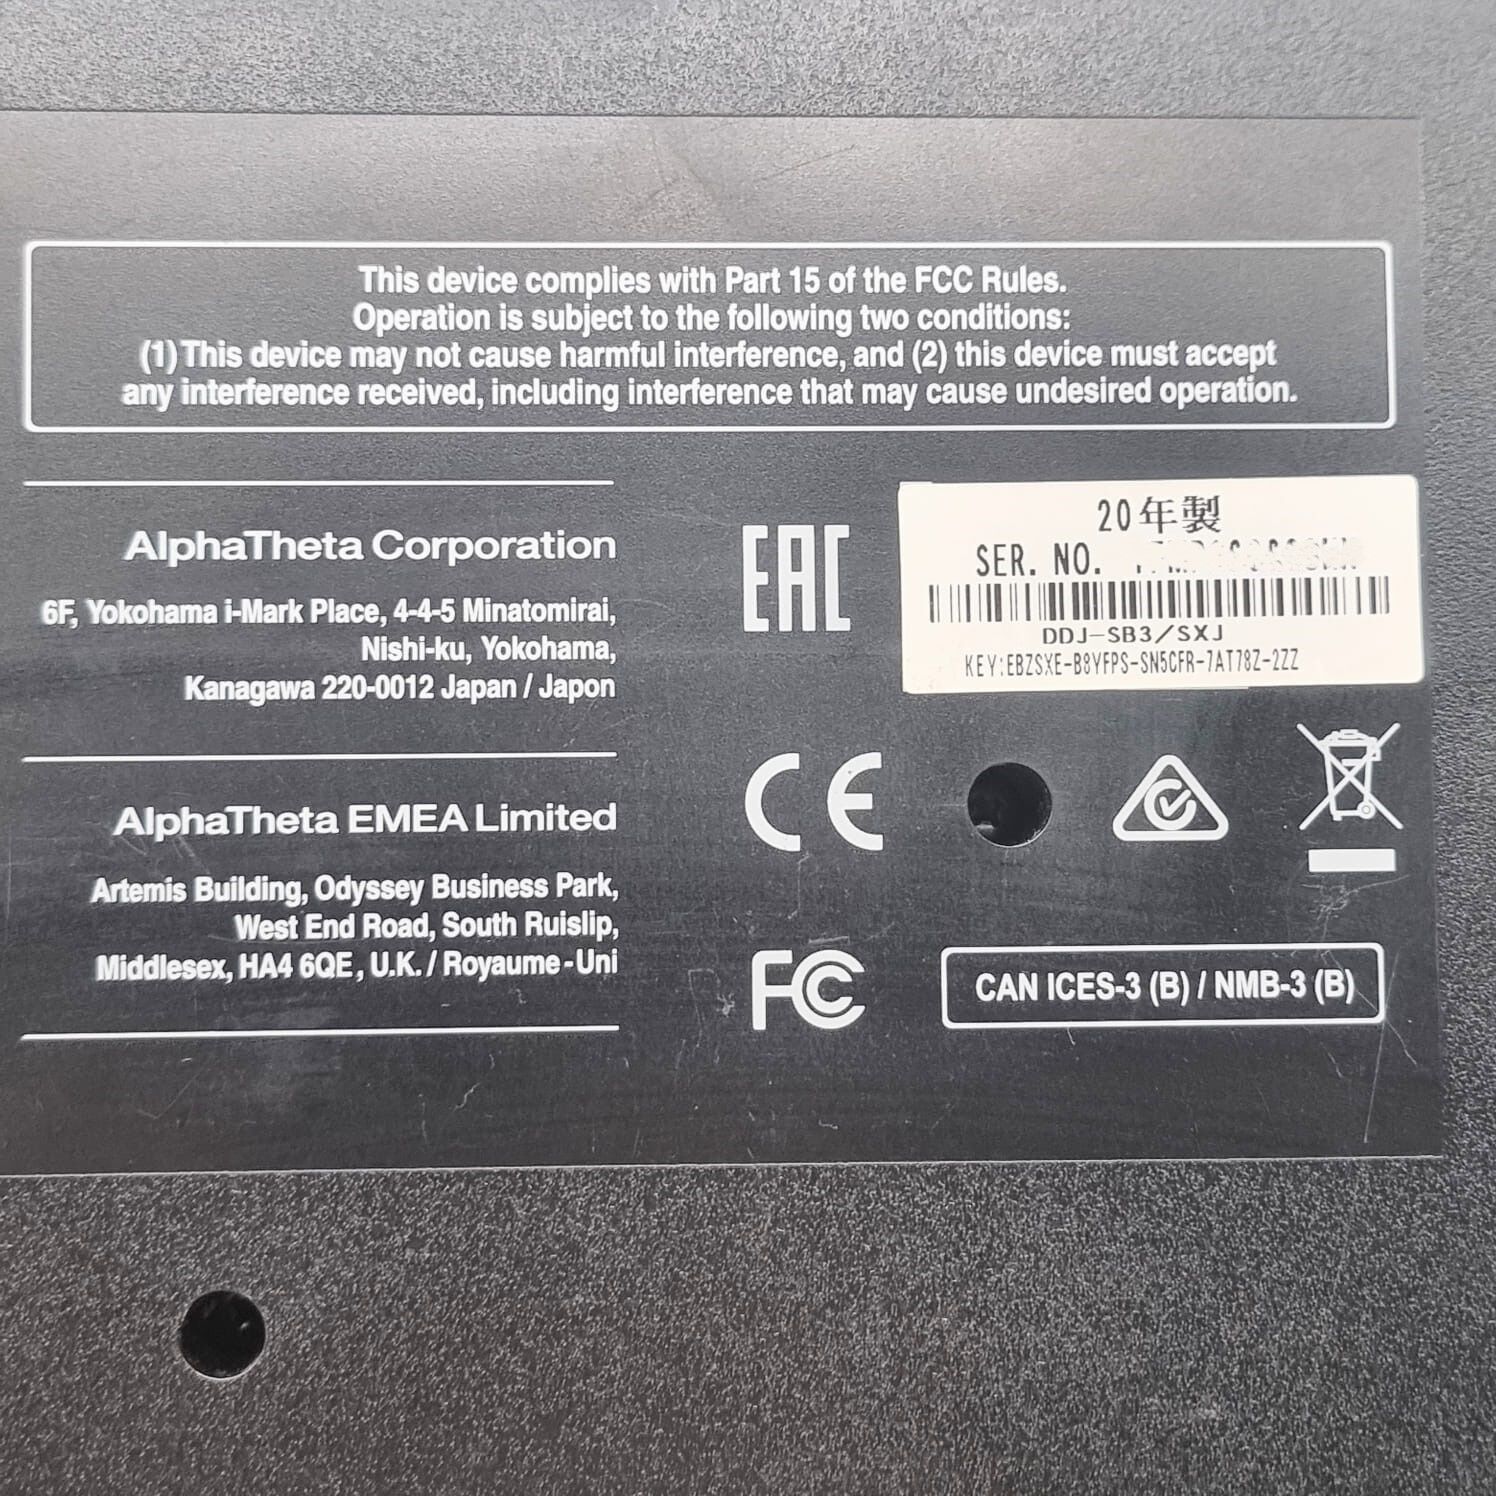 This device complies with Part 15 of the FCC Rules.
Operation is subject to the following two conditions:
(1) This device may not cause harmful interference, and (2) this device must accept
any interference received, including interference that may cause undesired operation.
AlphaTheta Corporation
6F, Yokohama i-Mark Place, 4-4-5 Minatomirai,
Nishi-ku, Yokohama,
Kanagawa 220-0012 Japan / Japon
AlphaTheta EMEA Limited
Artemis Building, Odyssey Business Park,
West End Road, South Ruislip,
Middlesex, HA4 6QE, U.K. / Royaume-Uni
EAC
20年製
SER. NO.
DDJ-SB3/SXJ
KEY:EBZSXE-B8YFPS-SN5CFR-7AT78Z-2ZZ
CE
FC
CAN ICES-3 (B) / NMB-3 (B)